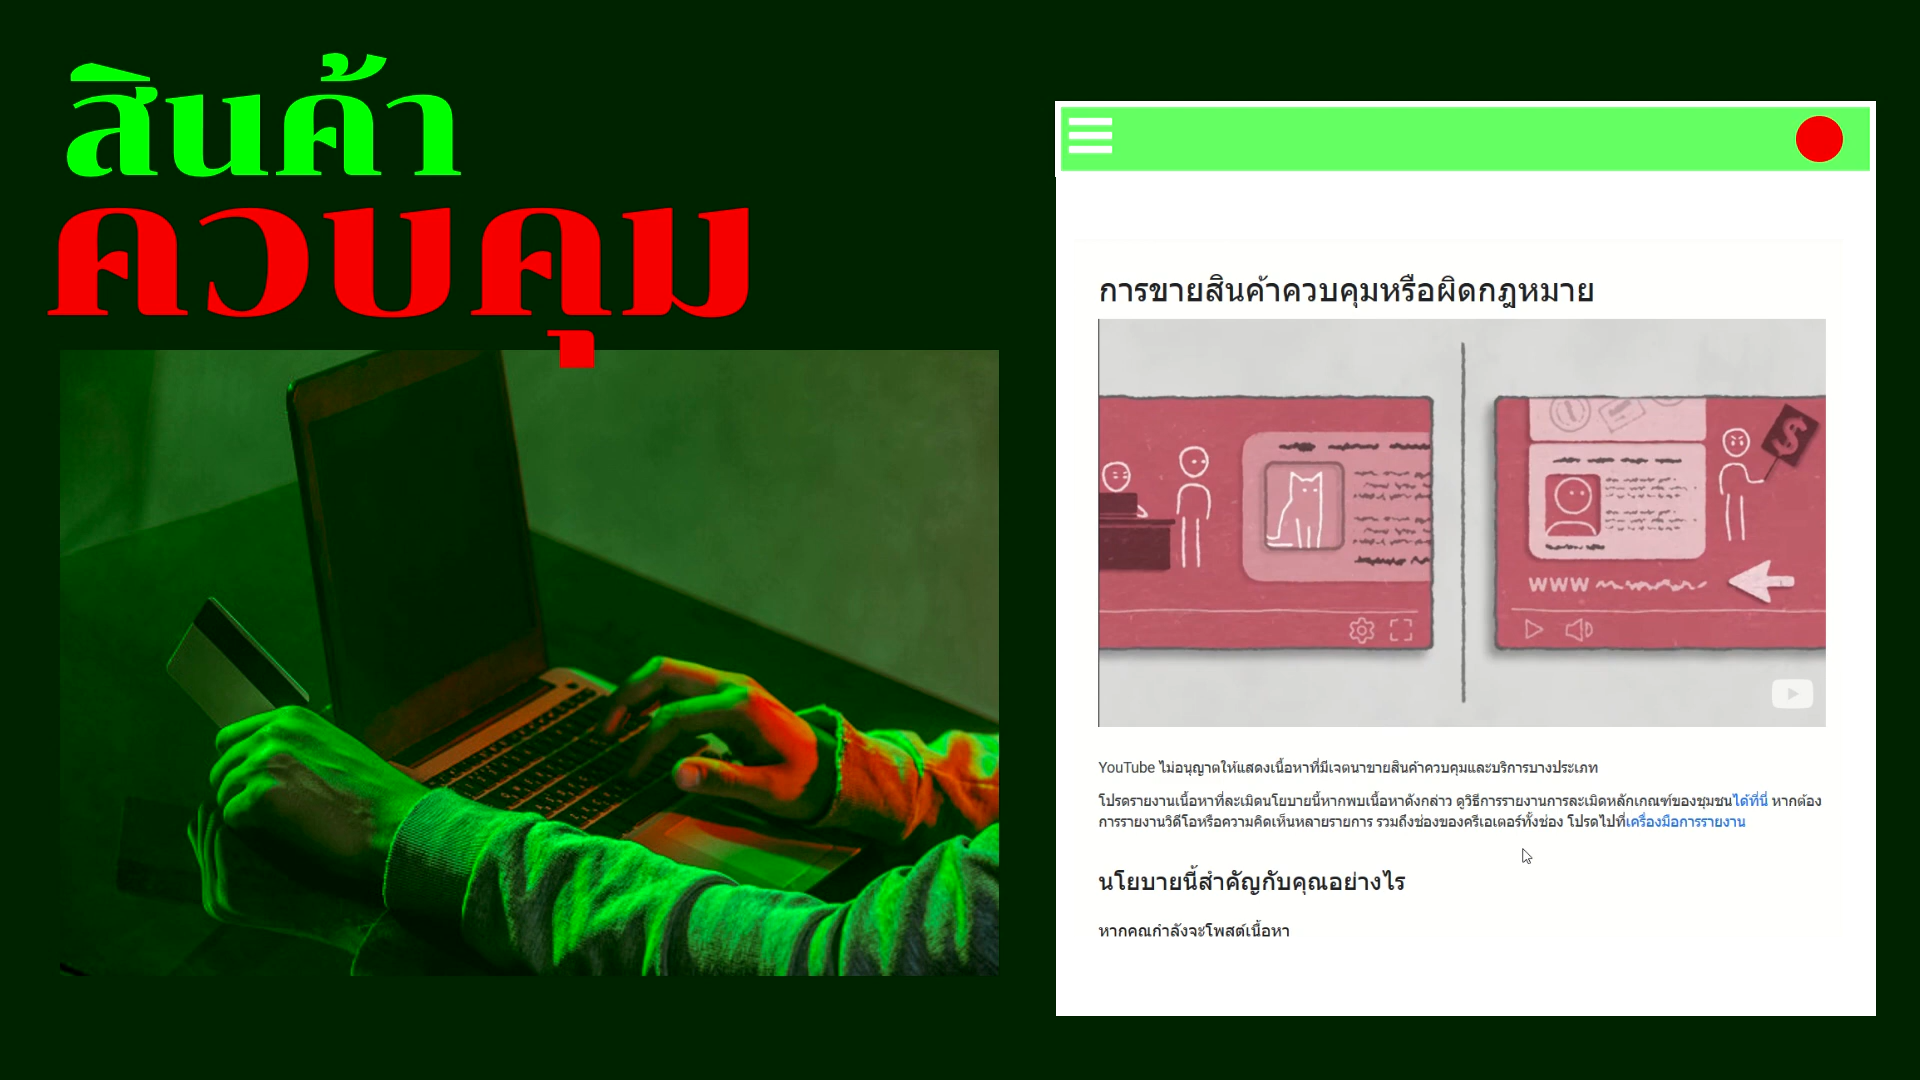 สินค้า
ควบคุม
การขายสินค้าควบคุมหรือผิดกฎหมาย
WWW
YouTube ไม่อนุญาตให้แสดงเนื้อหาที่มีเจตนาขายสินค้าควบคุมและบริการบางประเภท
โปรดรายงานเนื้อหาที่ละเมิดนโยบายนี้หากพบเนื้อหาดังกล่าว ดูวิธีการรายงานการละเมิดหลักเกณฑ์ของชุมชนได้ที่นี่ หากต้อง
การรายงานวิดีโอหรือความคิดเห็นหลายรายการ รวมถึงช่องของครีเอเตอร์ทั้งช่อง โปรดไปที่เครื่องมือการรายงาน
นโยบายนี้สำคัญกับคุณอย่างไร
หากคุณกำลังจะโพสต์เนื้อหา